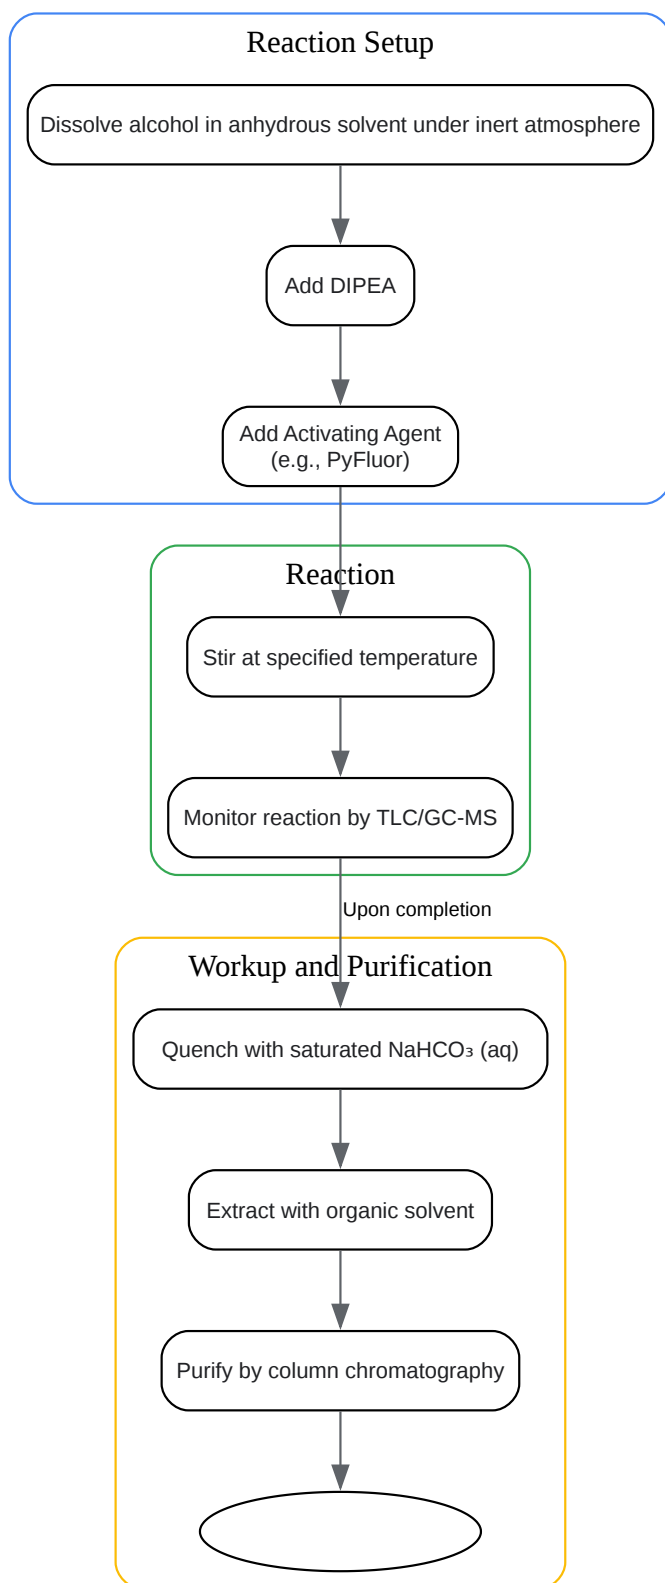 Reaction Setup
Dissolve alcohol in anhydrous solvent under inert atmosphere
Add DIPEA
Add Activating Agent
(e.g., PyFluor)
Reaction
Stir at specified temperature
Monitor reaction by TLC/GC-MS
Upon completion
Workup and Purification
Quench with saturated NaHCO₃ (aq)
Extract with organic solvent
Purify by column chromatography